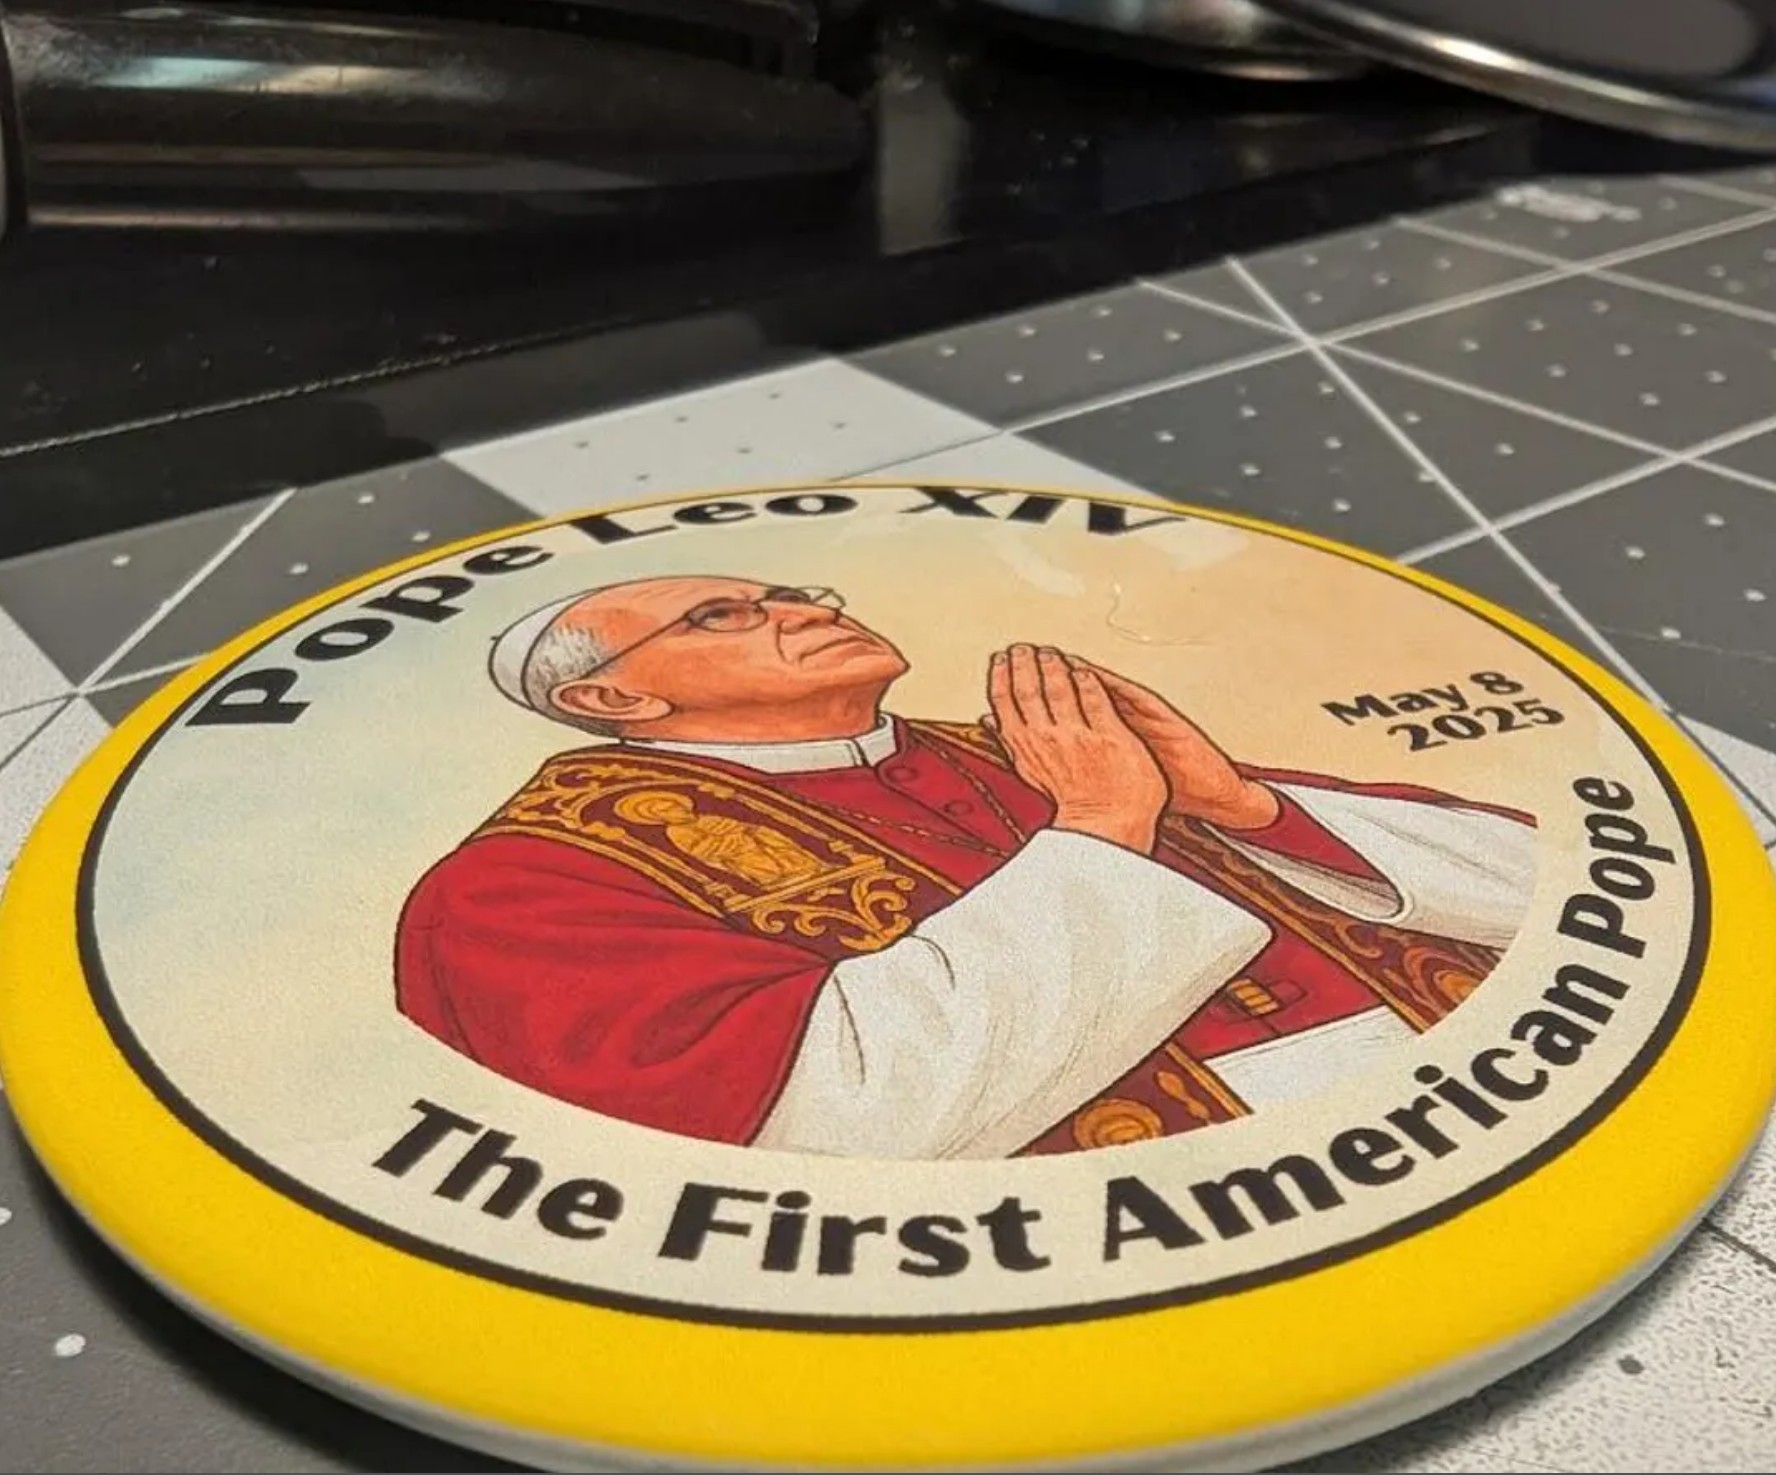 Pope Leo XIV
May 8
2025
The First American Pope